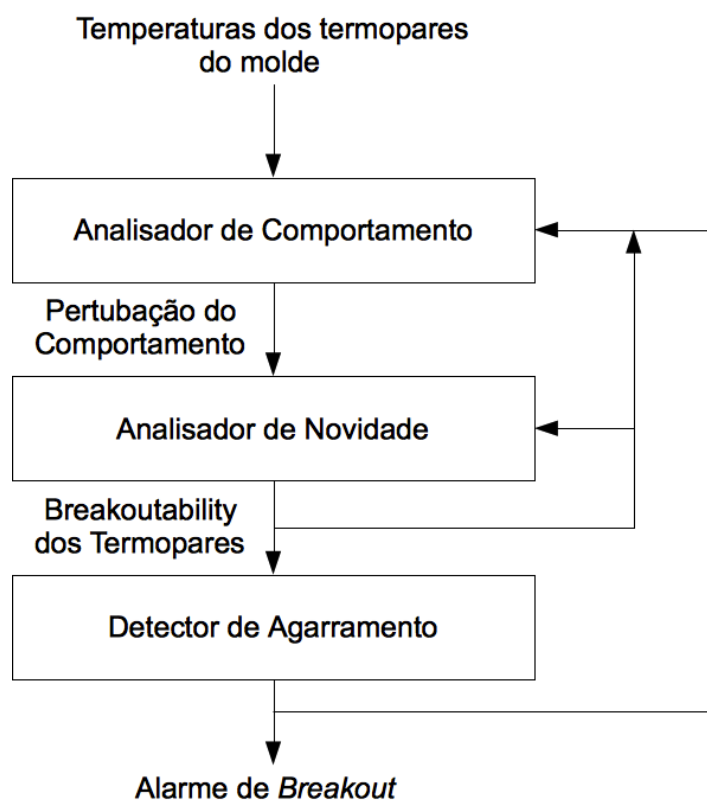 Temperaturas dos termopares
do molde
Analisador de Comportamento
Pertubação do
Comportamento
Analisador de Novidade
Breakoutability
dos Termopares
Detector de Agarramento
Alarme de Breakout